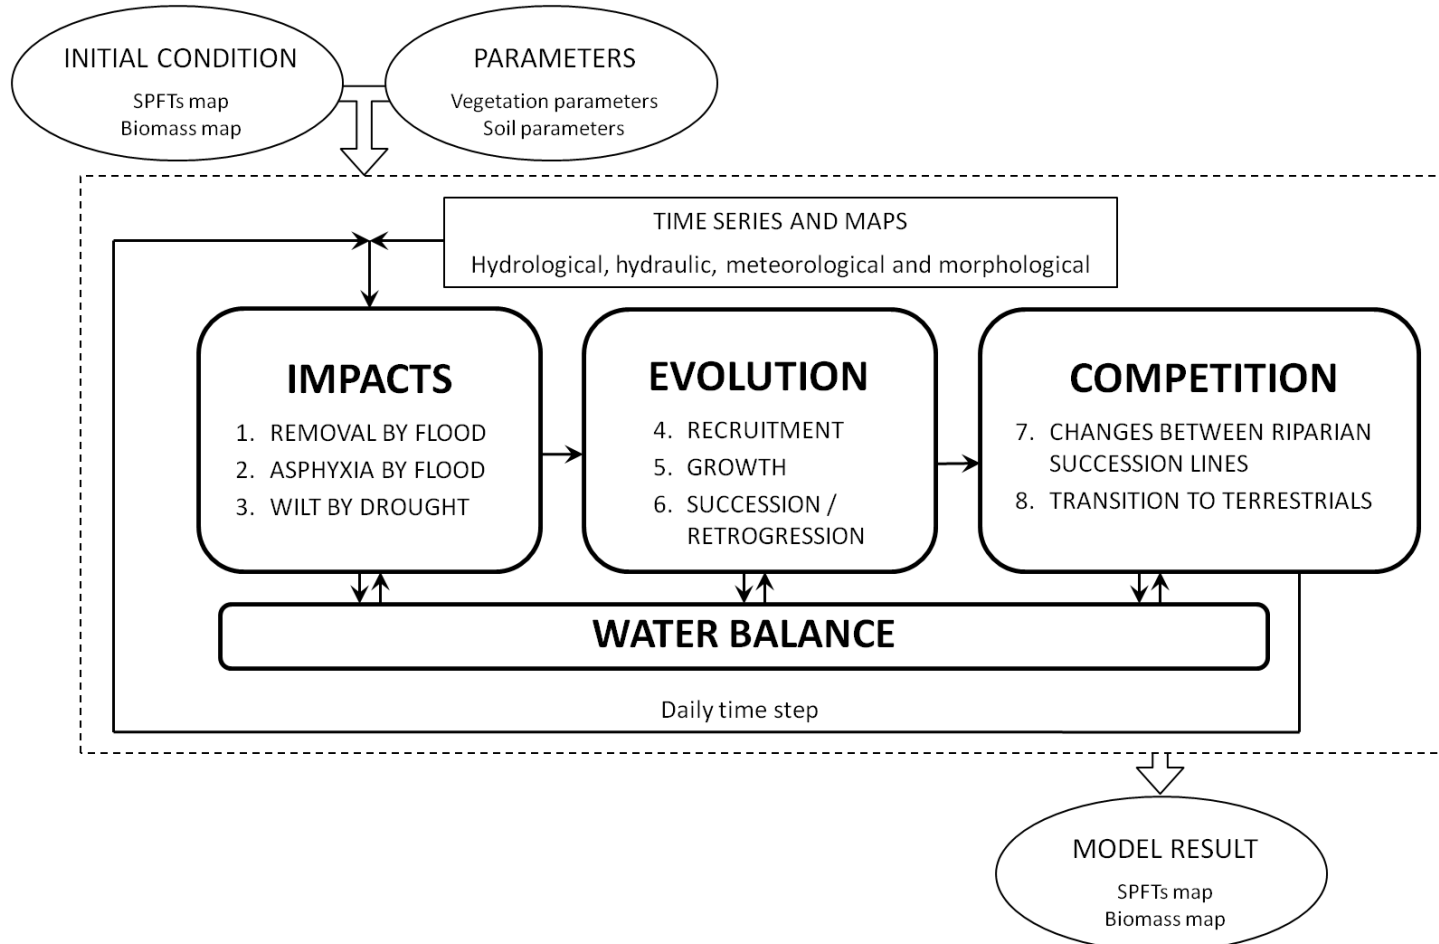 INITIAL CONDITION
SPFTs map
Biomass map
PARAMETERS
Vegetation parameters
Soil parameters
TIME SERIES AND MAPS
Hydrological, hydraulic, meteorological and morphological
IMPACTS
1. REMOVAL BY FLOOD
2. ASPHYXIA BY FLOOD
3. WILT BY DROUGHT
EVOLUTION
4. RECRUITMENT
5. GROWTH
6. SUCCESSION /
RETROGRESSION
COMPETITION
7. CHANGES BETWEEN RIPARIAN
SUCCESSION LINES
8. TRANSITION TO TERRESTRIALS
WATER BALANCE
Daily time step
MODEL RESULT
SPFTs map
Biomass map